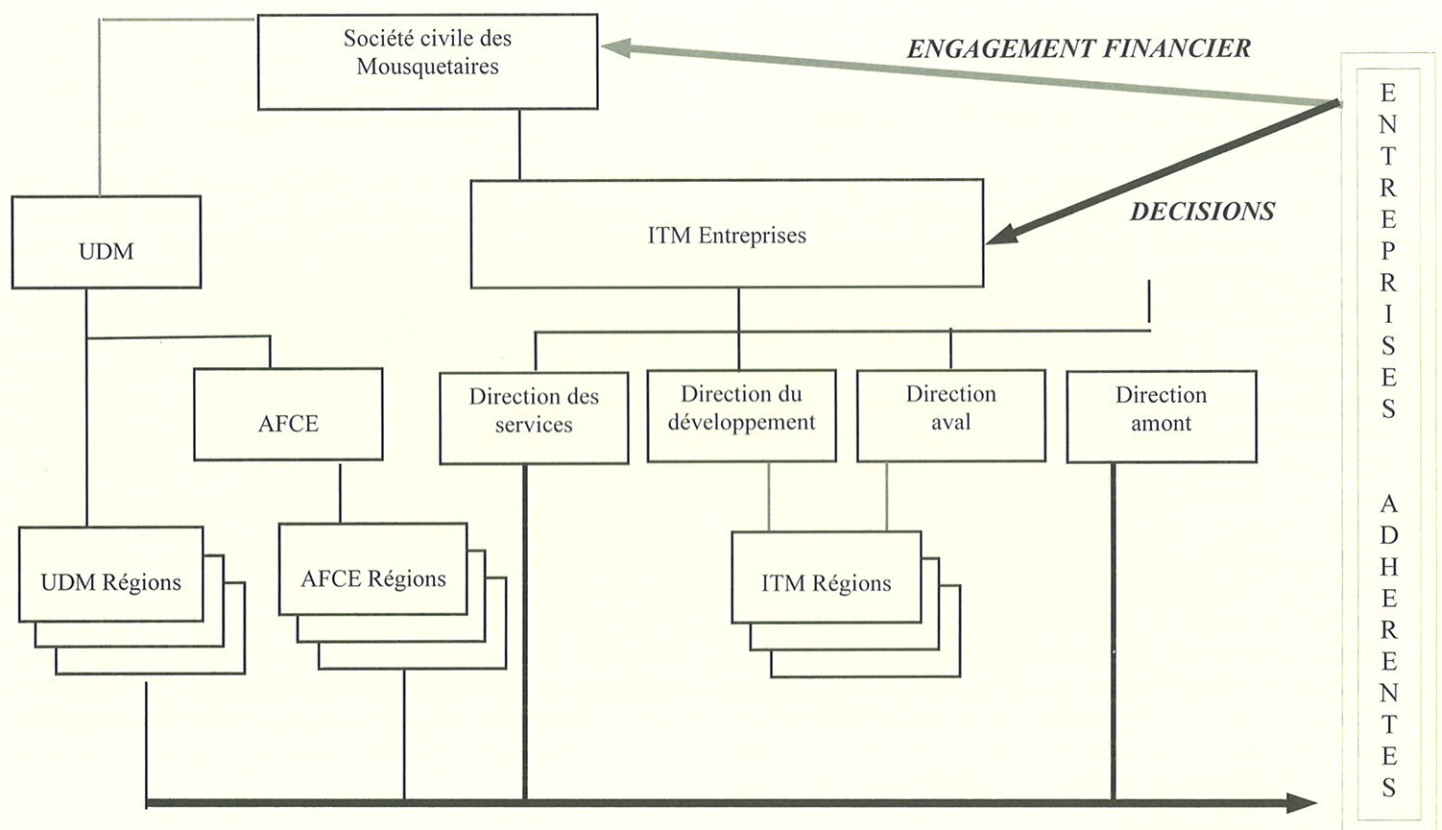 Société civile des
Mousquetaires
ENGAGEMENT FINANCIER
DECISIONS
UDM
ITM Entreprises
AFCE
Direction des
services
Direction du
développement
Direction
aval
Direction
amont
UDM Régions
AFCE Régions
ITM Régions
ENTREPRISES ADHERENTES